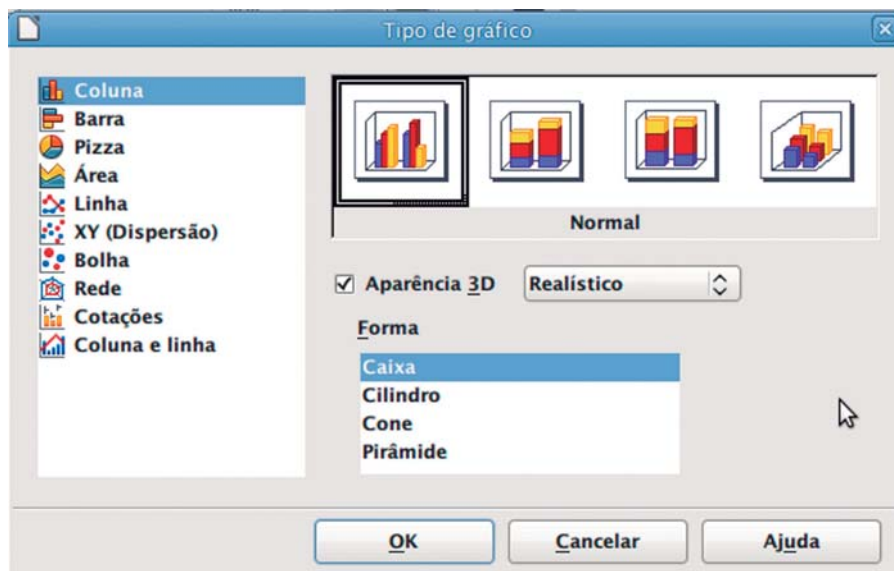 Tipo de gráfico
Coluna
Barra
Pizza
Área
Linha
XY (Dispersão)
Bolha
Rede
Cotações
Coluna e linha
Normal
Aparência 3D
Realístico
Forma
Caixa
Cilindro
Cone
Pirâmide
OK
Cancelar
Ajuda